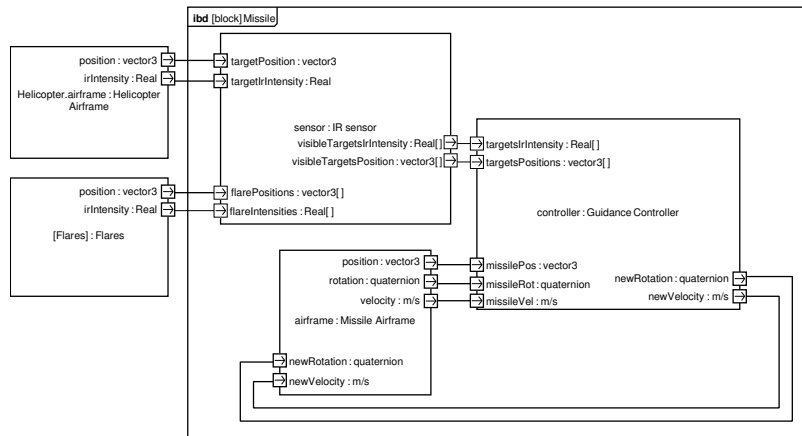 ibd [block] Missile
position : vector3
irIntensity : Real
Helicopter.airframe : Helicopter
Airframe
targetPosition : vector3
targetIrIntensity : Real
sensor : IR sensor
visibleTargetsIrIntensity : Real[ ]
visibleTargetsPosition : vector3[ ]
targetsIrIntensity : Real[ ]
targetsPositions : vector3[ ]
position : vector3
irIntensity : Real
[Flares] : Flares
flarePositions : vector3[ ]
flareIntensities : Real[ ]
controller : Guidance Controller
position : vector3
rotation : quaternion
velocity : m/s
airframe : Missile Airframe
missilePos : vector3
missileRot : quaternion
missileVel : m/s
newRotation : quaternion
newVelocity : m/s
newRotation : quaternion
newVelocity : m/s